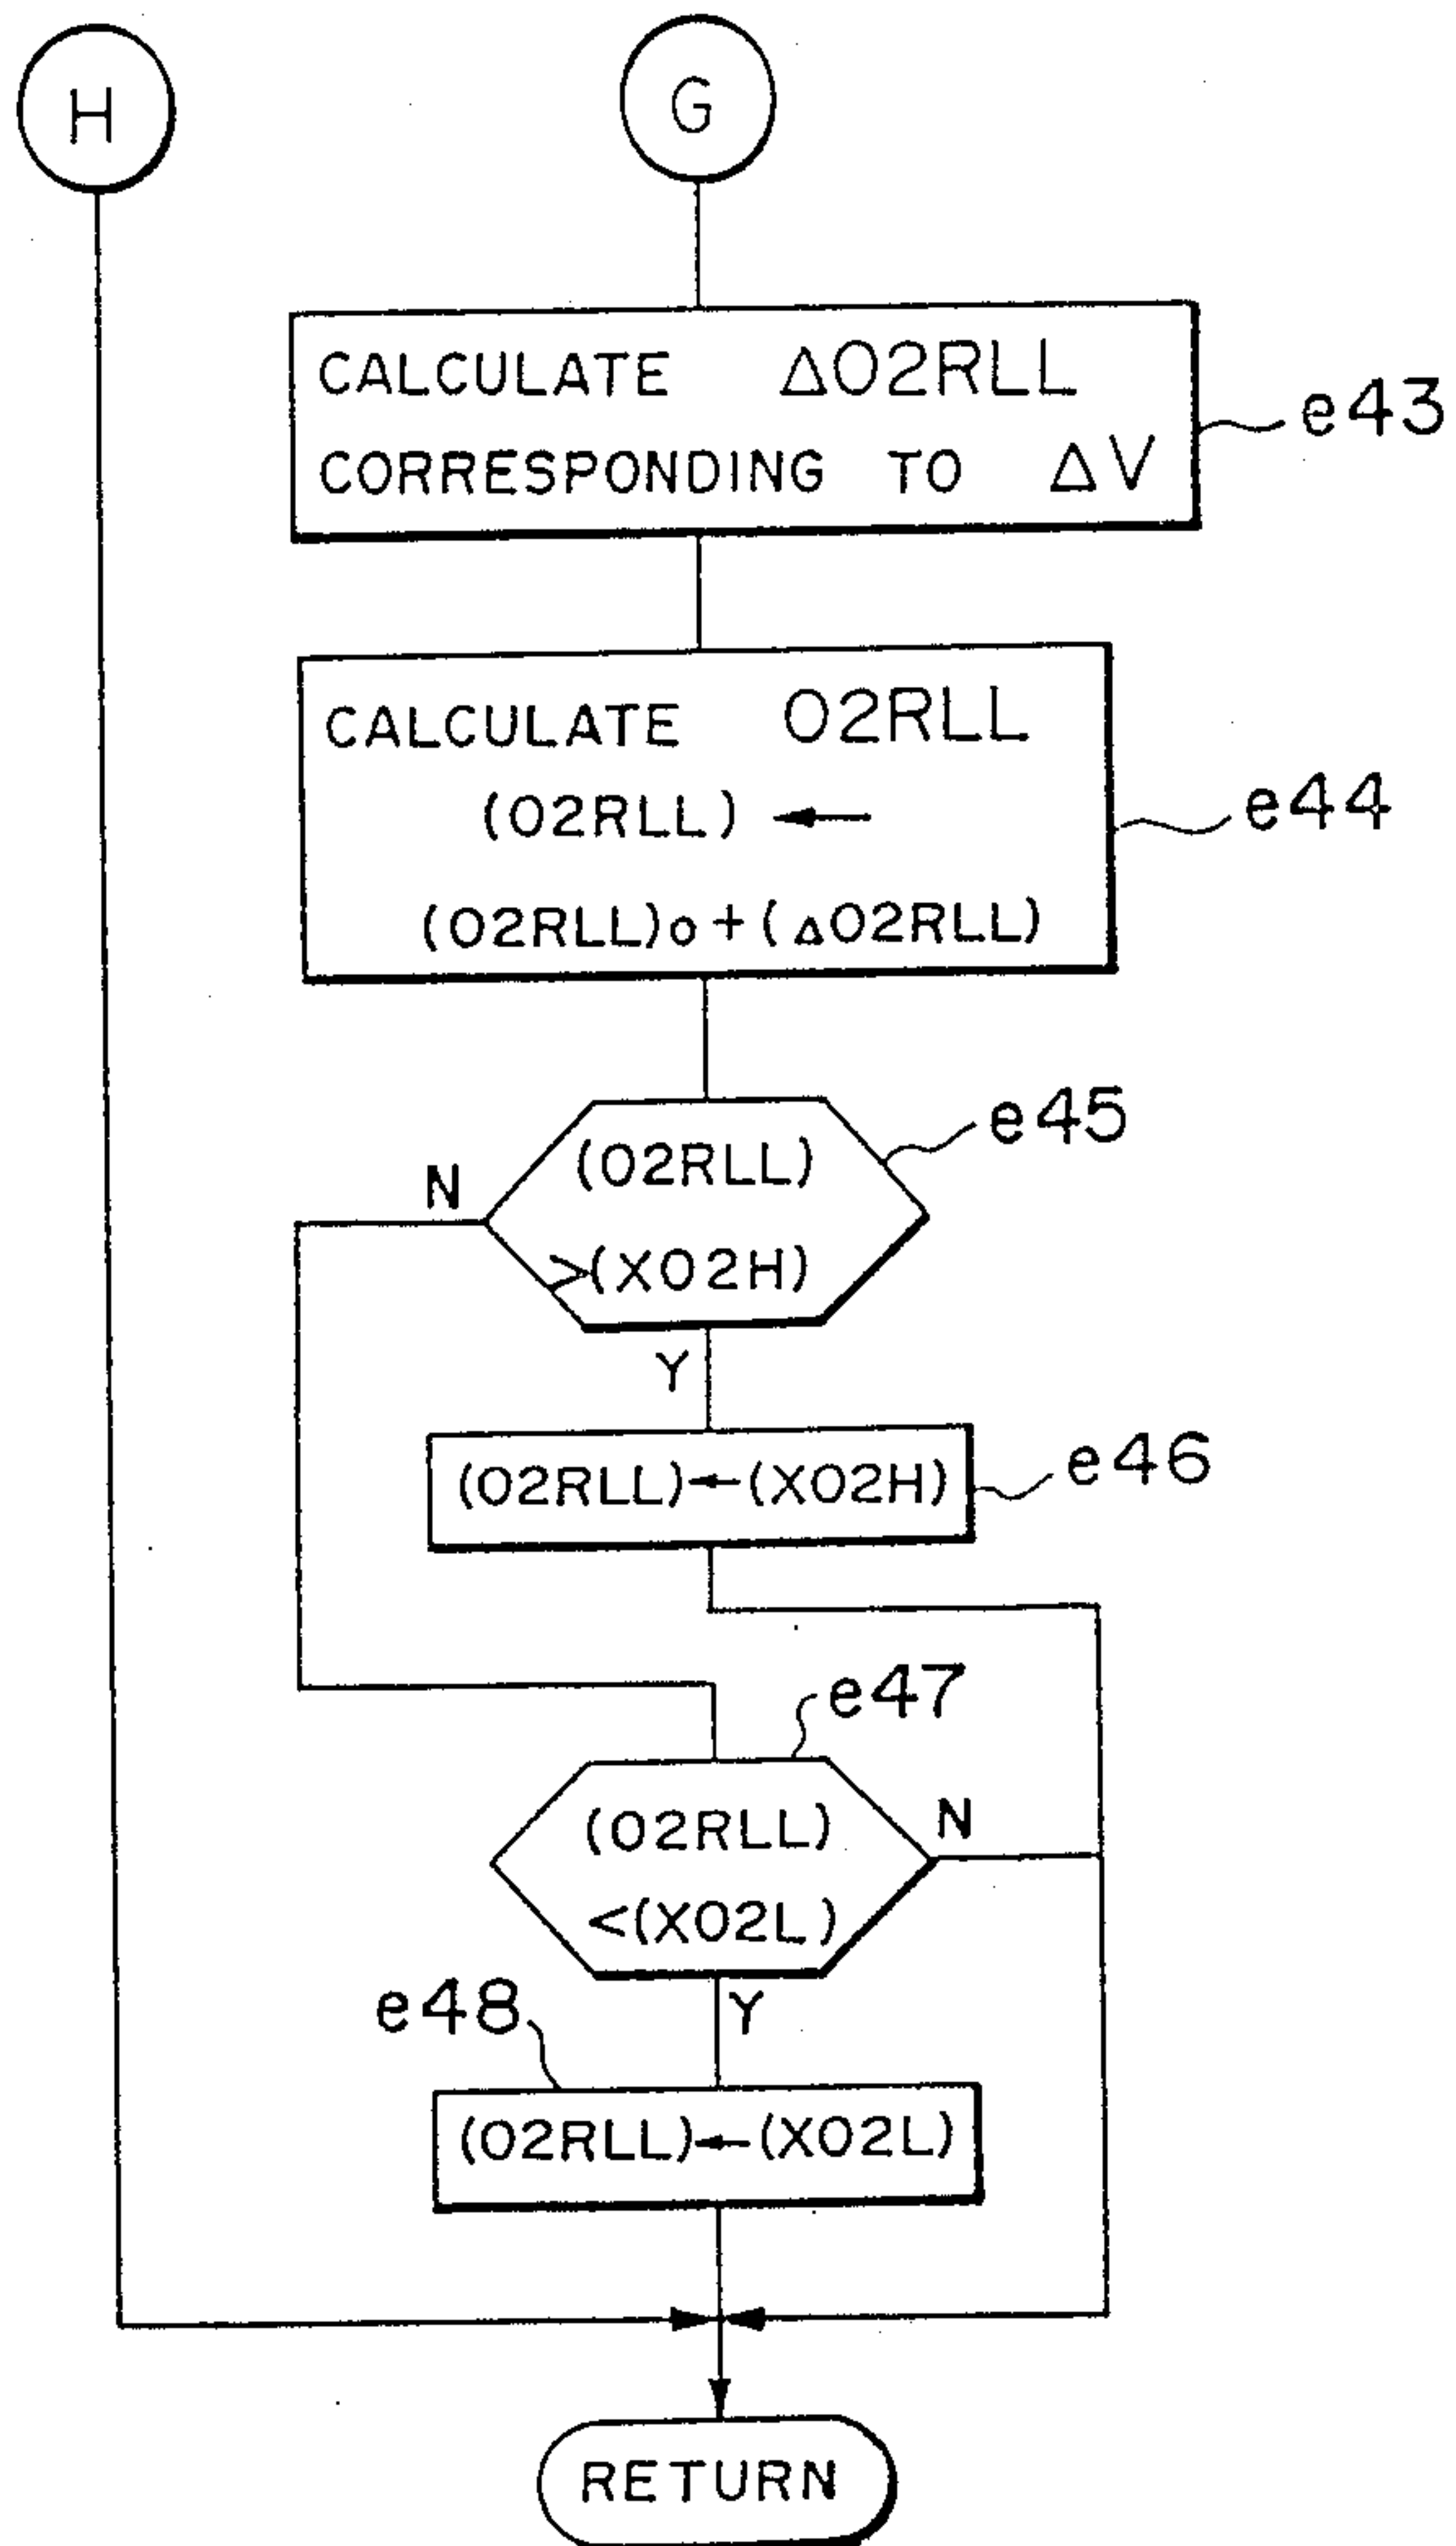 H
G
CALCULATE ΔO2RLL
CORRESPONDING TO ΔV
e43
CALCULATE O2RLL
(O2RLL) ←
(O2RLL)o + (ΔO2RLL)
e44
e45
(O2RLL)
>(XO2H)
N
Y
(O2RLL)←(XO2H)
e46
e47
(O2RLL)
<(XO2L)
N
Y
e48
(O2RLL)←(XO2L)
RETURN